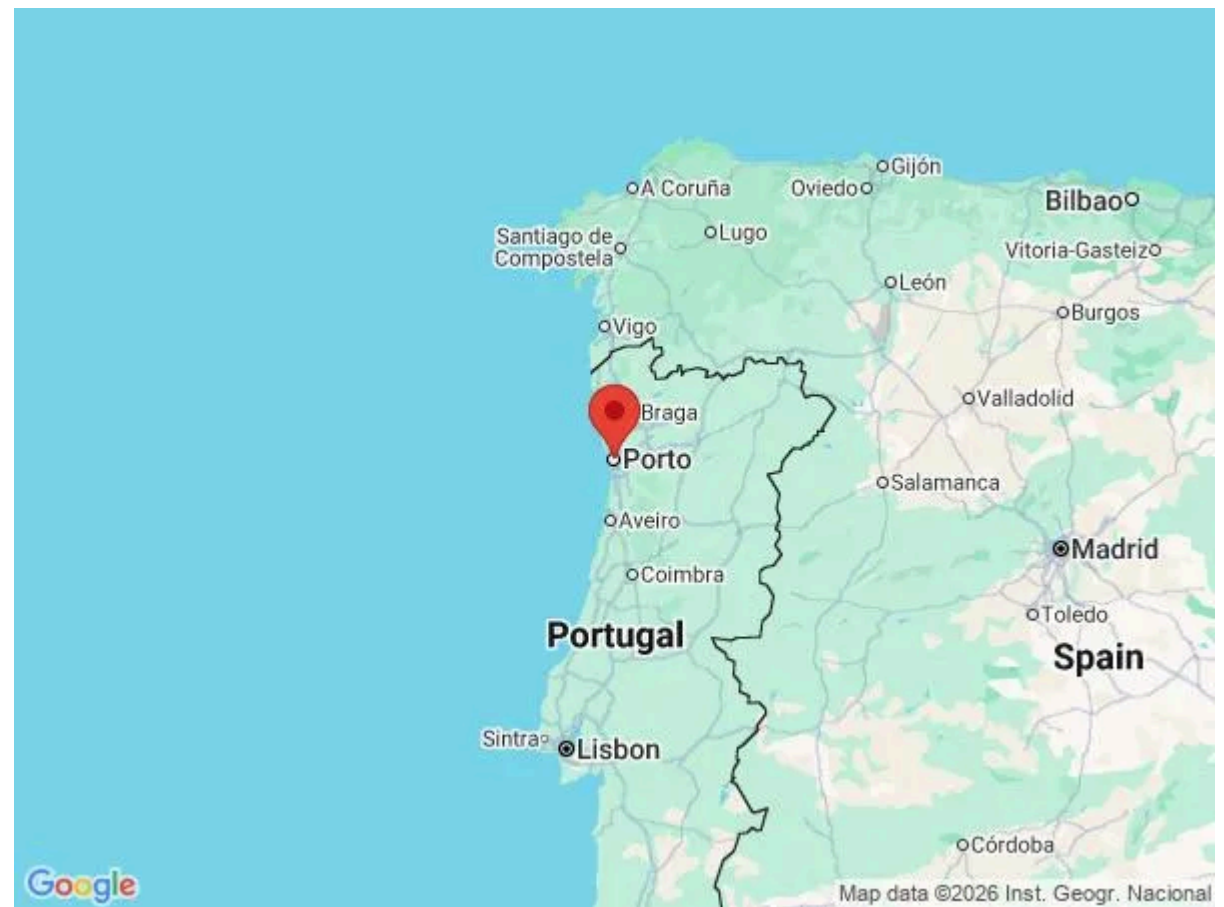 Gijón
A Coruña
Oviedo
Bilbao
Santiago de
Compostela
Lugo
Vitoria-Gasteiz
León
Burgos
Vigo
Valladolid
Braga
Porto
Salamanca
Aveiro
Madrid
Coimbra
Toledo
Portugal
Spain
Sintra
Lisbon
Córdoba
Google
Map data ©2026 Inst. Geogr. Nacional